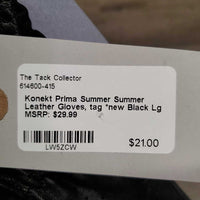 The Tack Collector
614600-415
Konekt Prima Summer Summer
Leather Gloves, tag *new Black Lg
MSRP: $29.99
LW5ZCW
$21.00